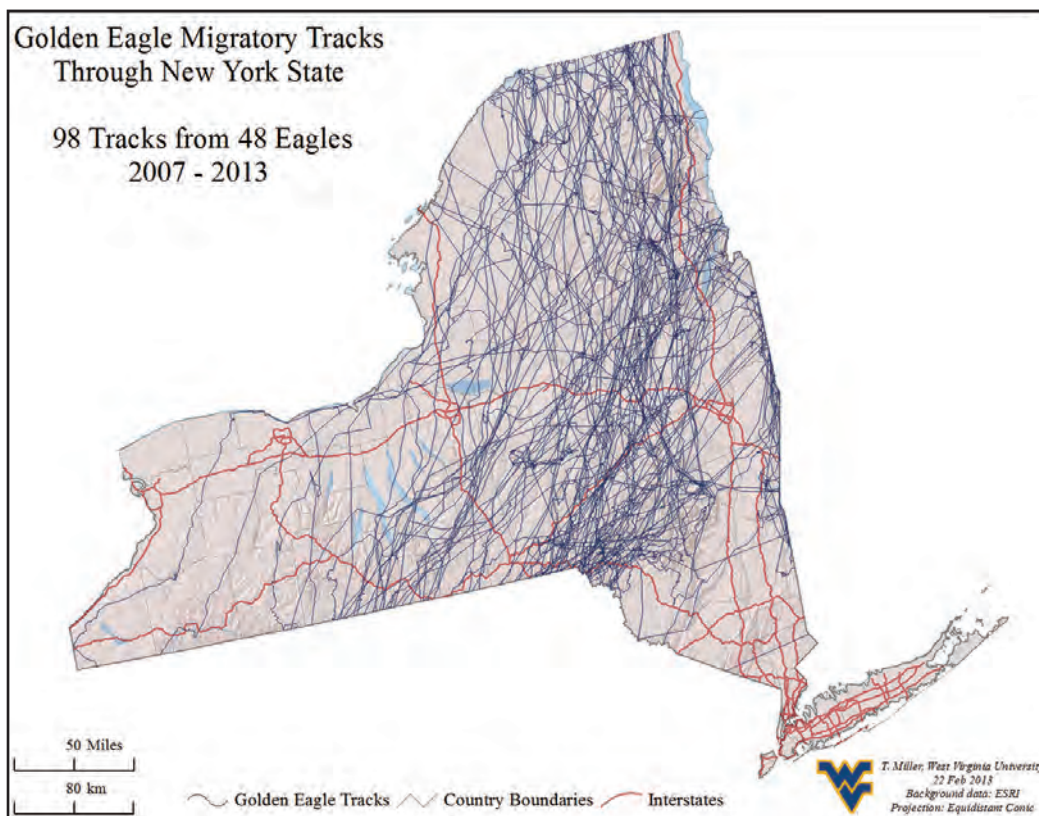 Golden Eagle Migratory Tracks
Through New York State
98 Tracks from 48 Eagles
2007 - 2013
50 Miles
80 km
Golden Eagle Tracks
Country Boundaries
Interstates
T. Miller, West Virginia University
22 Feb 2013
Background data: ESRI
Projection: Equidistant Conic